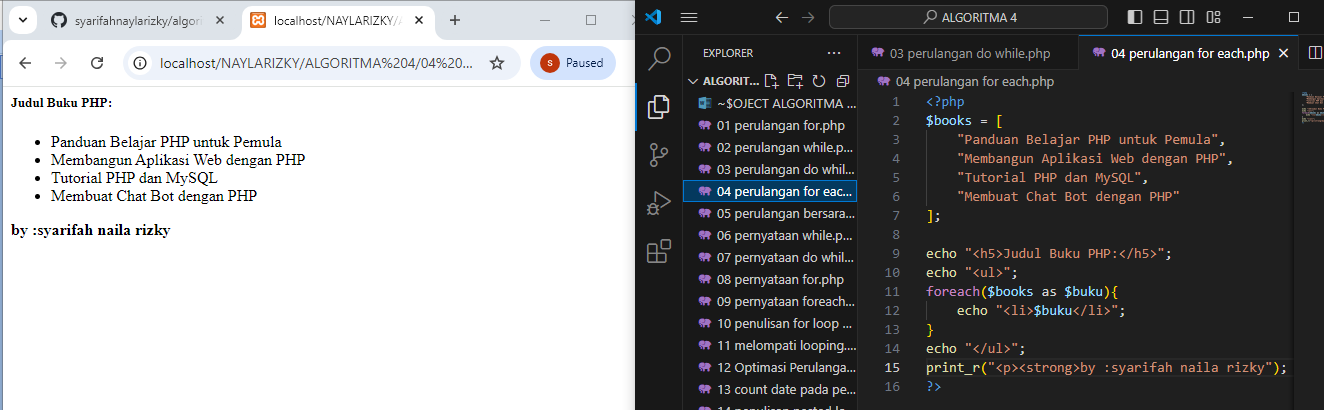 syarifahnaylarizky/algori
localhost/NAYLARIZKY/A
localhost/NAYLARIZKY/ALGORITMA%204/04%20...
s
Paused
Judul Buku PHP:
Panduan Belajar PHP untuk Pemula
Membangun Aplikasi Web dengan PHP
Tutorial PHP dan MySQL
Membuat Chat Bot dengan PHP
by :syarifah naila rizky
ALGORITMA 4
EXPLORER
ALGORIT...
~$OJECT ALGORITMA ...
01 perulangan for.php
02 perulangan while.p...
03 perulangan do whil...
04 perulangan for eac...
05 perulangan bersara...
06 pernyataan while.p...
07 pernyataan do whil...
08 pernyataan for.php
09 pernyataan foreach...
10 penulisan for loop ...
11 melompati looping....
12 Optimasi Perulanga...
13 count date pada pe...
03 perulangan do while.php
04 perulangan for each.php
04 perulangan for each.php
1 <?php
2 $books = [
3 "Panduan Belajar PHP untuk Pemula",
4 "Membangun Aplikasi Web dengan PHP",
5 "Tutorial PHP dan MySQL",
6 "Membuat Chat Bot dengan PHP"
7 ];
8
9 echo "<h5>Judul Buku PHP:</h5>";
10 echo "<ul>";
11 foreach($books as $buku){
12 echo "<li>$buku</li>";
13 }
14 echo "</ul>";
15 print_r("<p><strong>by :syarifah naila rizky");
16 ?>